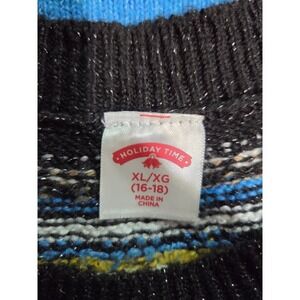 HOLIDAY TIME
XL/XG
(16-18)
MADE IN
CHINA